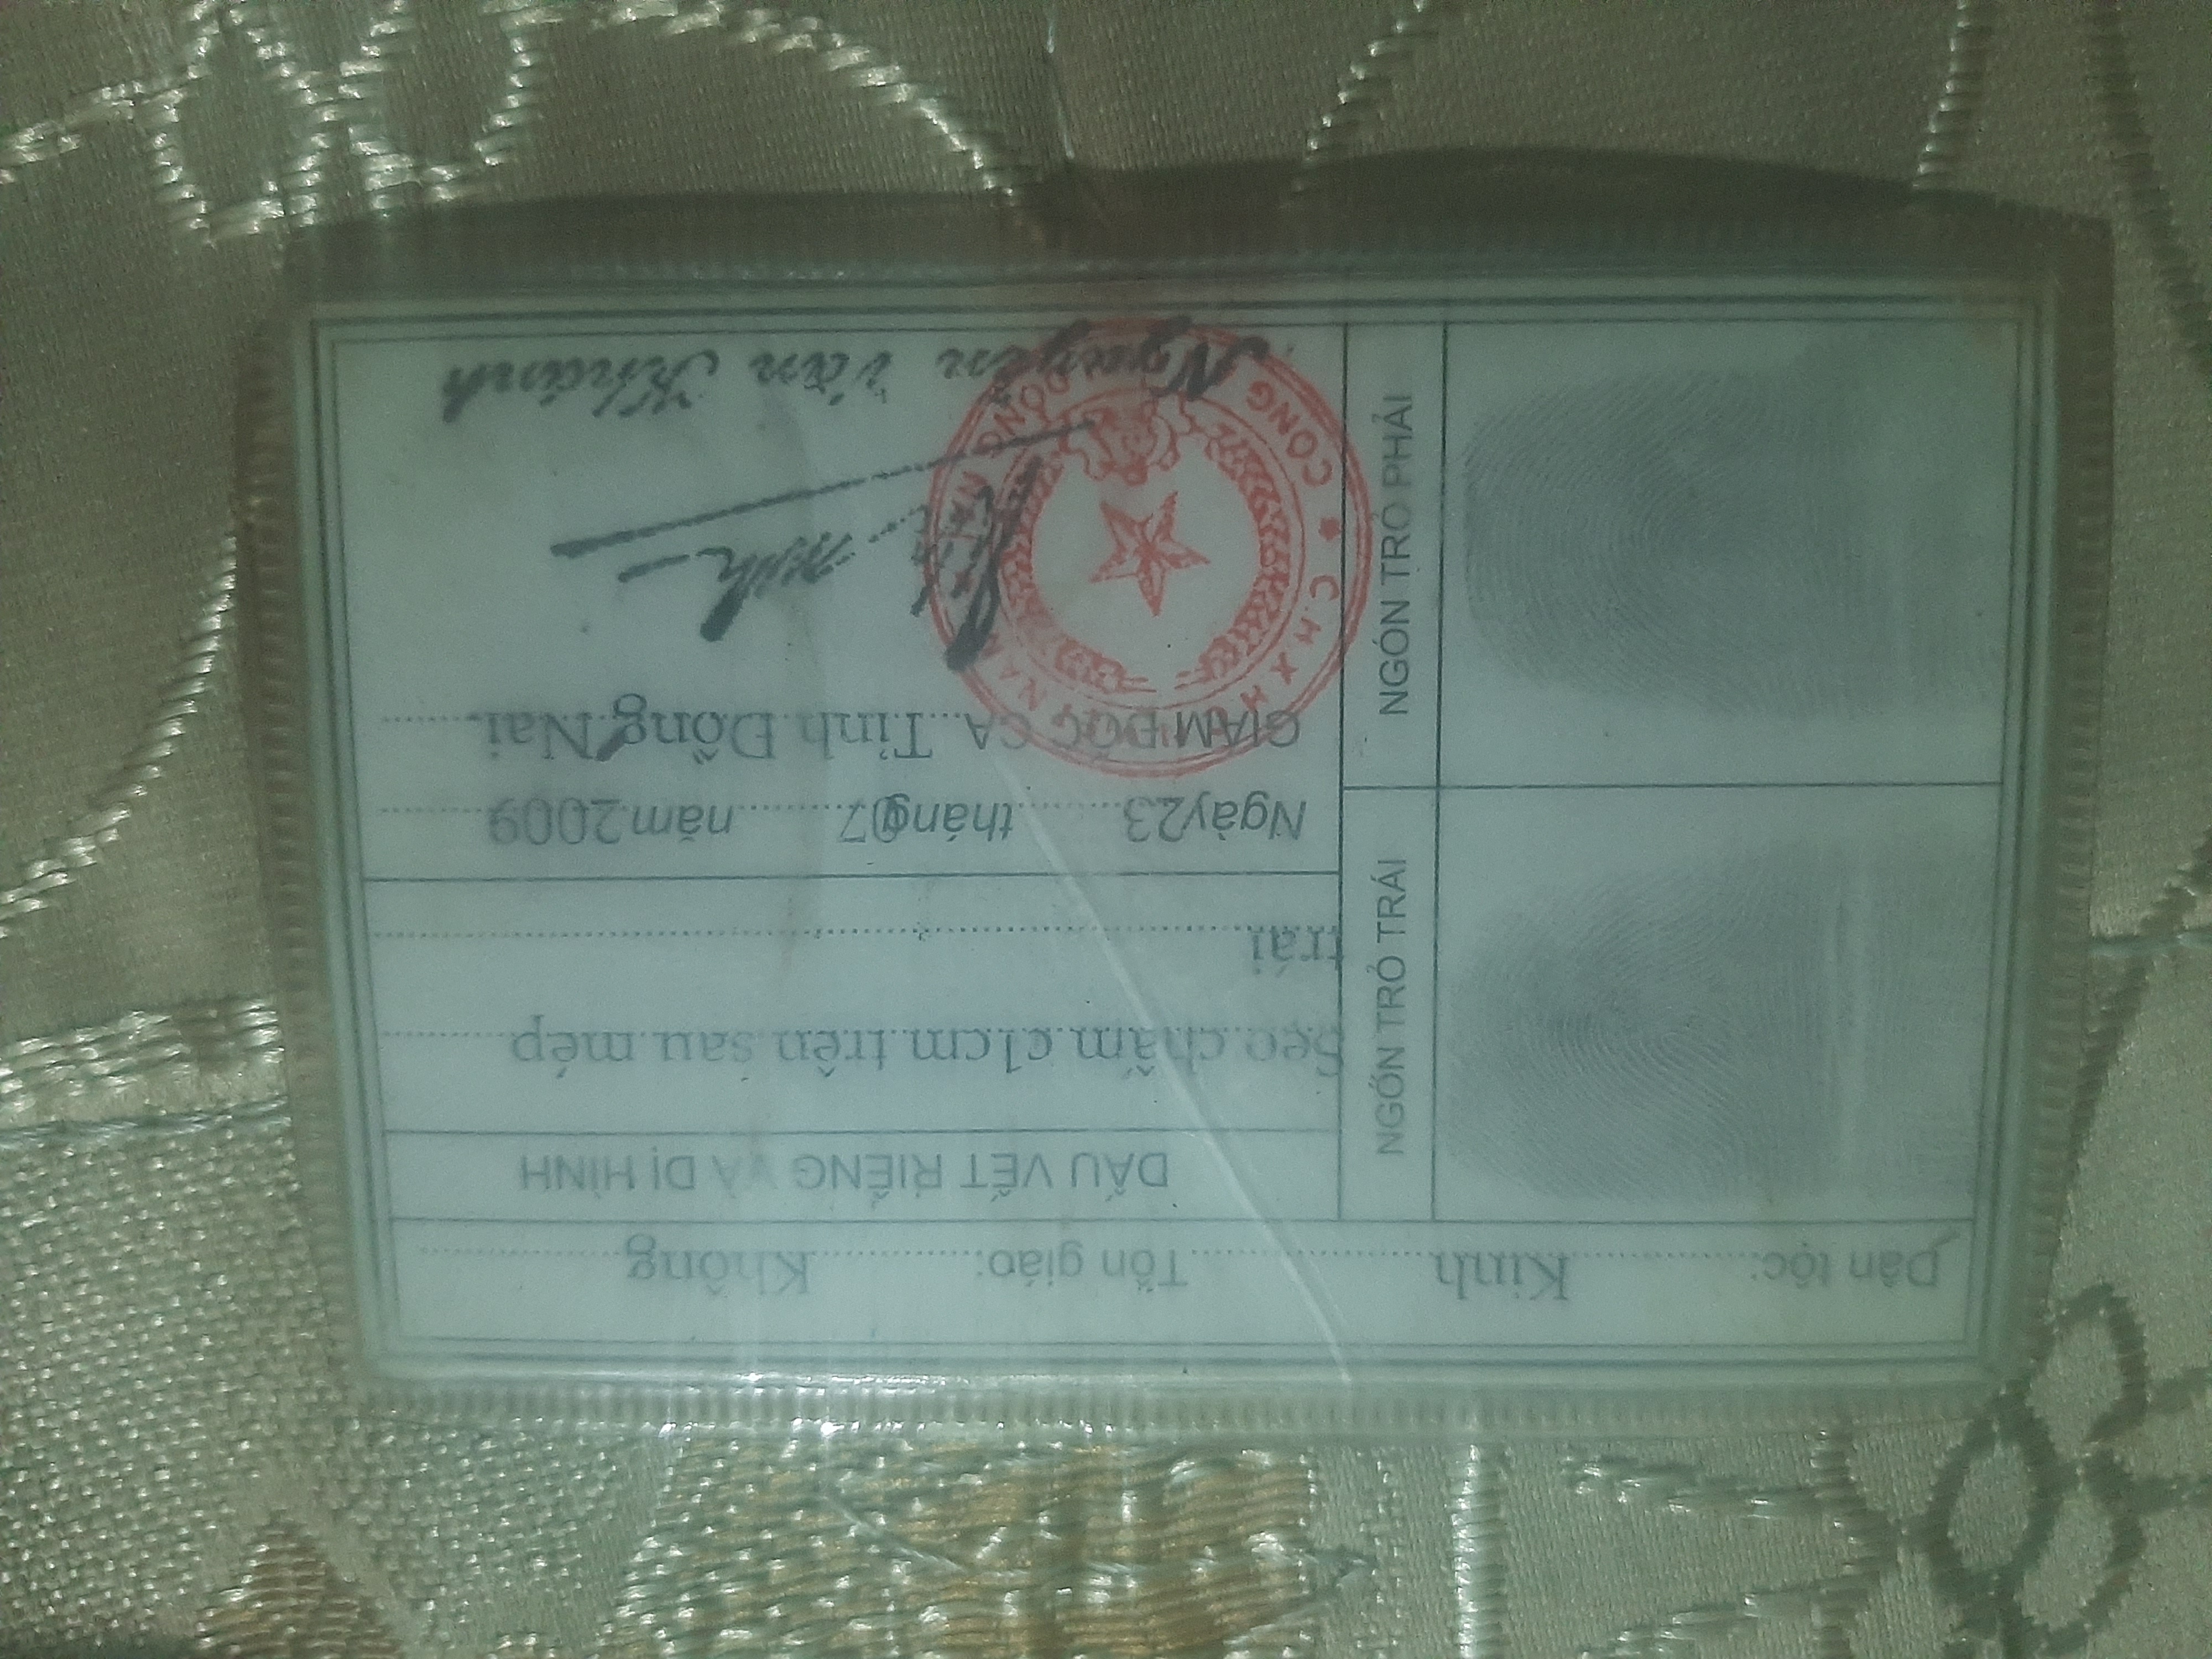 Dân tộc: Kinh Tôn giáo: Không
DẤU VẾT RIÊNG VÀ DỊ HÌNH
Sẹo chấm c1cm trên sau mép
trái
Ngày 23 tháng 07 năm 2009
GIÁM ĐỐC CA. Tỉnh Đồng Nai
Nguyễn Văn Khánh
NGÓN TRỎ TRÁI
NGÓN TRỎ PHẢI